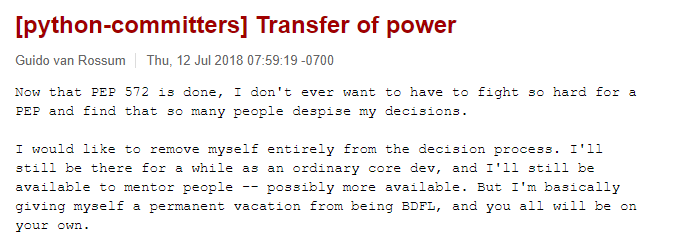 [python-committers] Transfer of power
Guido van Rossum Thu, 12 Jul 2018 07:59:19 -0700
Now that PEP 572 is done, I don't ever want to have to fight so hard for a
PEP and find that so many people despise my decisions.
I would like to remove myself entirely from the decision process. I'll
still be there for a while as an ordinary core dev, and I'll still be
available to mentor people -- possibly more available. But I'm basically
giving myself a permanent vacation from being BDFL, and you all will be on
your own.